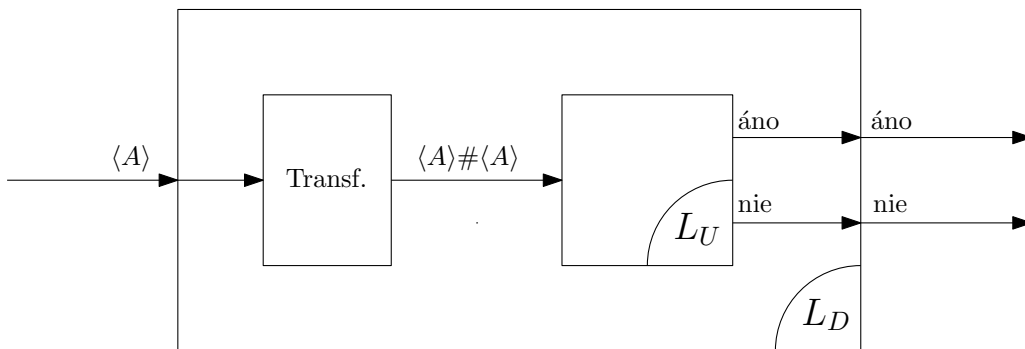 áno
áno
⟨A⟩
Transf.
⟨A⟩#⟨A⟩
nie
nie
L_U
L_D